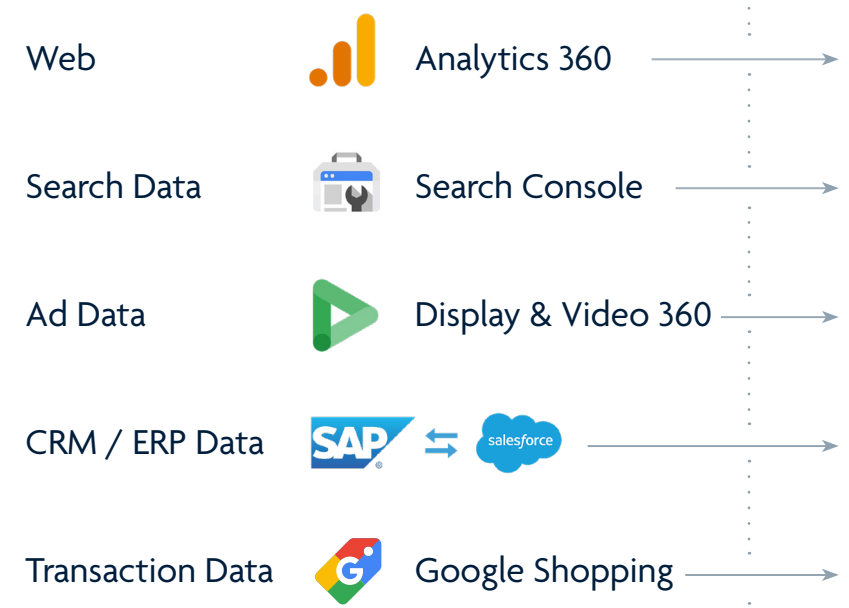 Web Analytics 360
Search Data Search Console
Ad Data Display & Video 360
CRM / ERP Data SAP salesforce
Transaction Data G Google Shopping